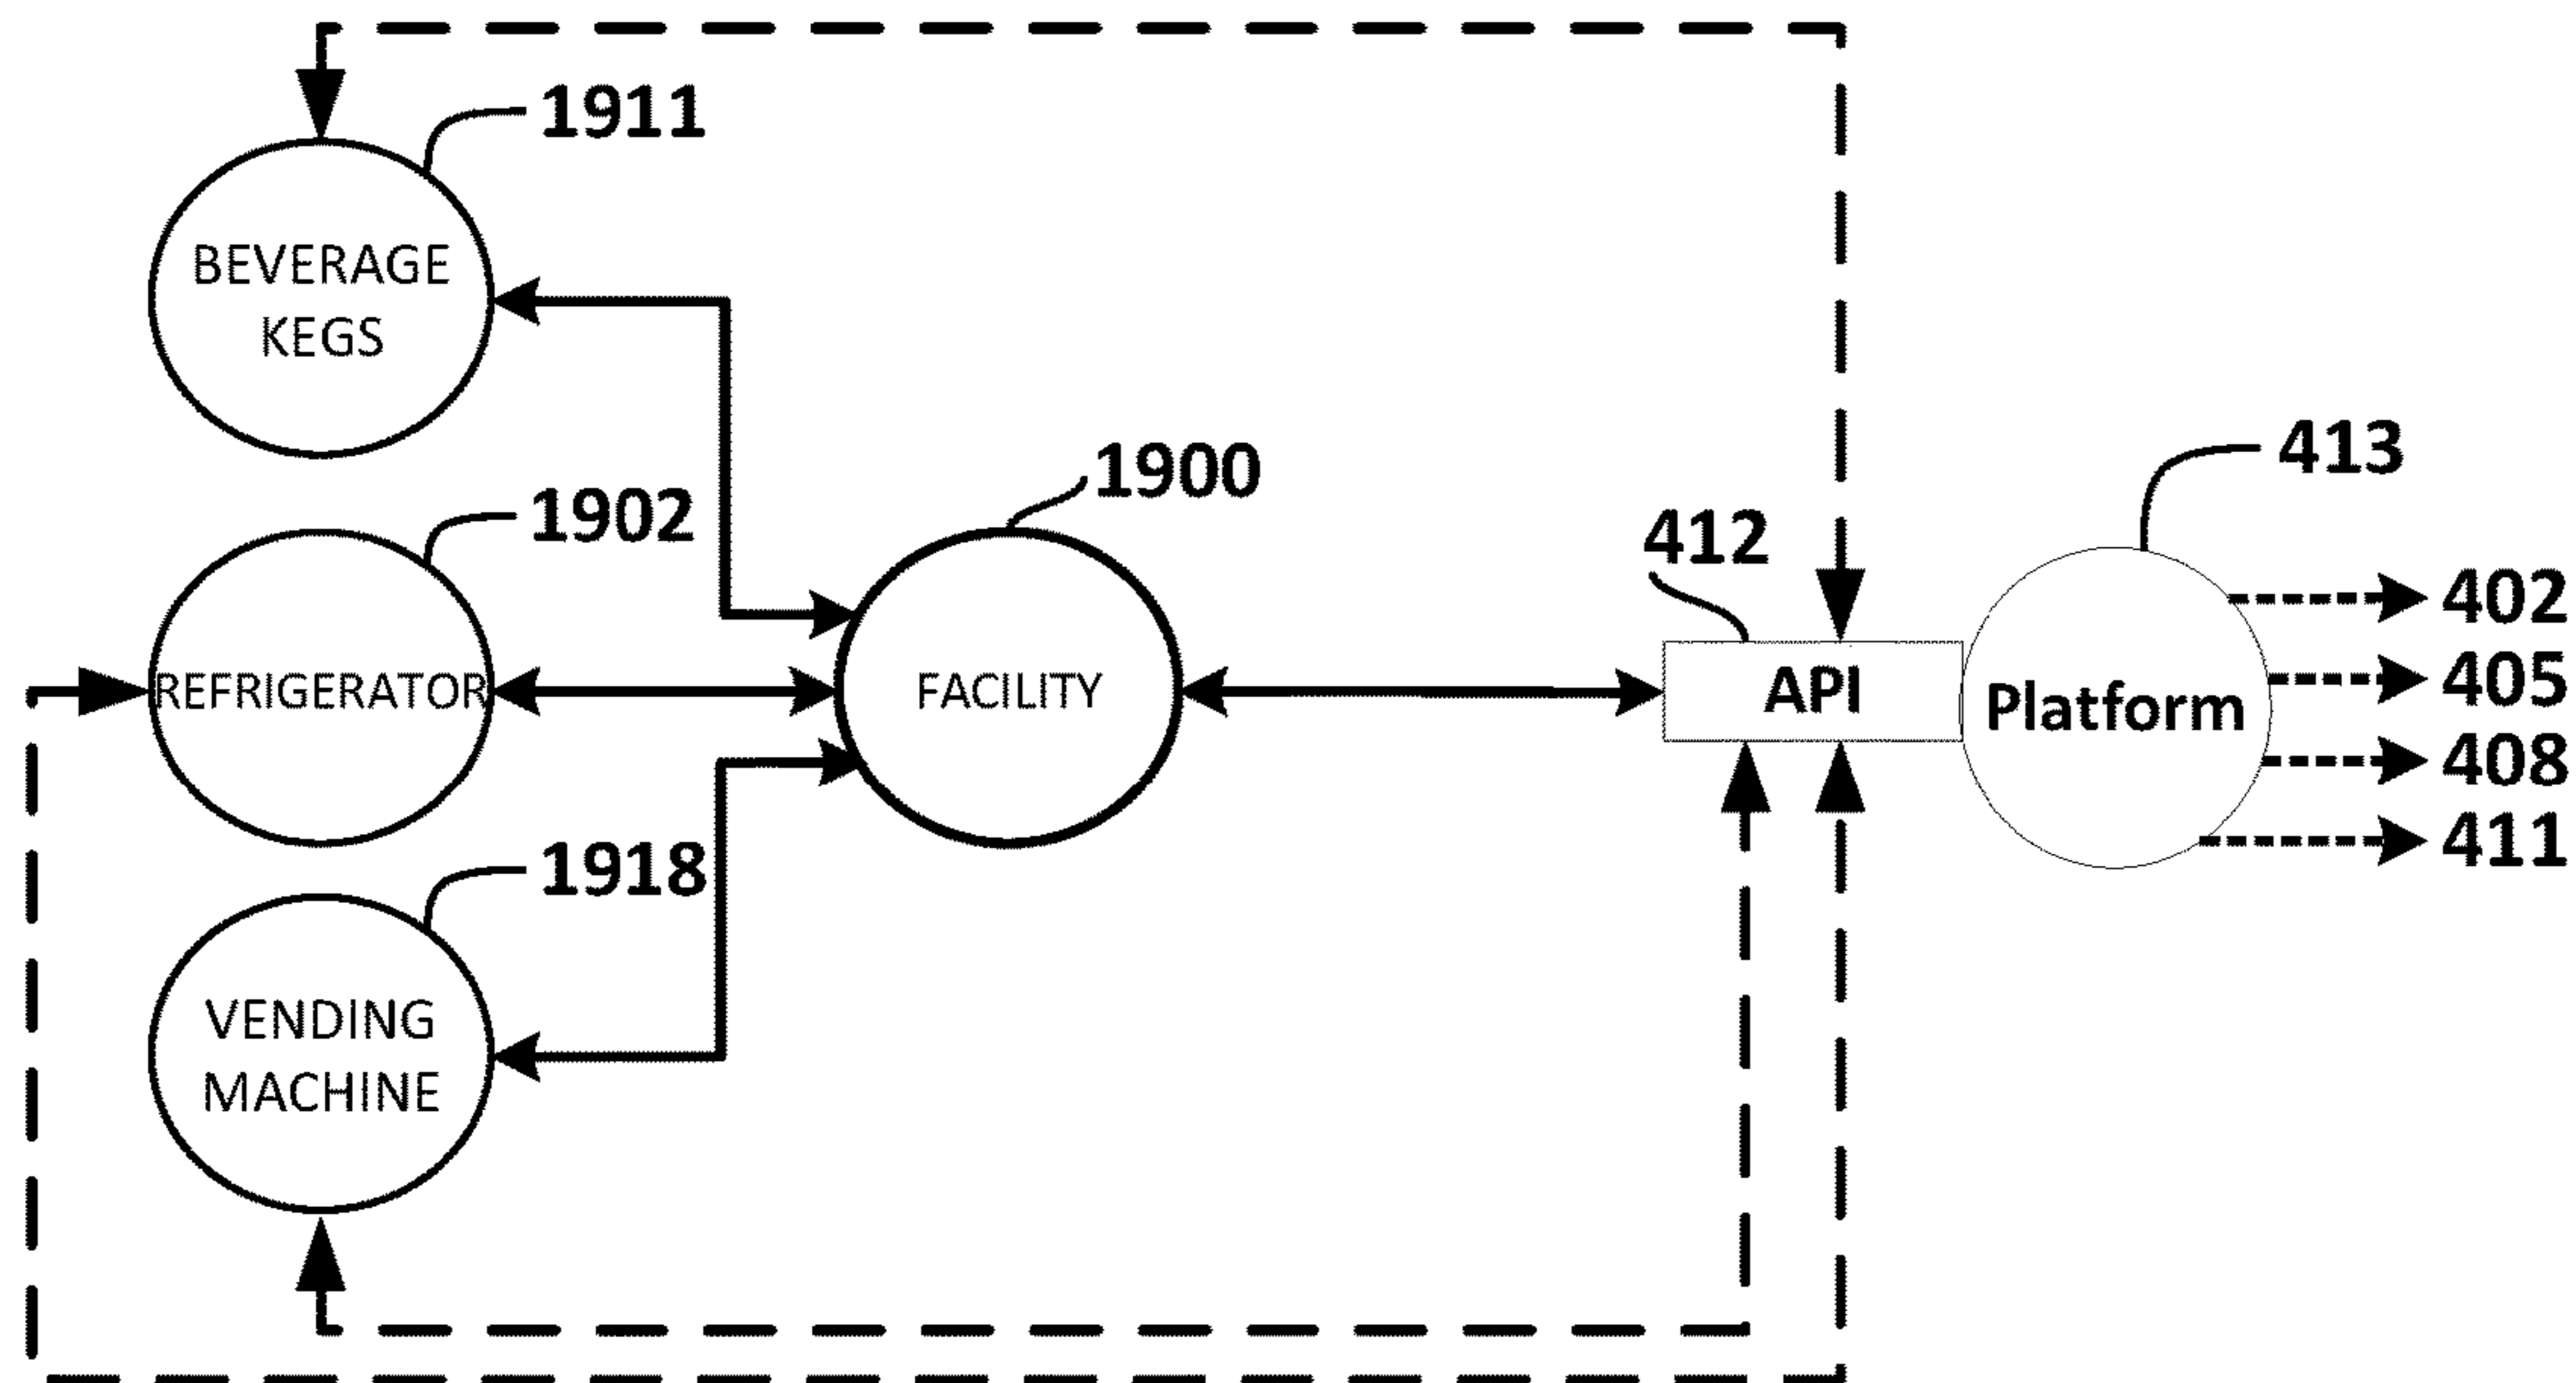 1911
BEVERAGE
KEGS
1902
REFRIGERATOR
1918
VENDING
MACHINE
1900
FACILITY
412
API
413
Platform
402
405
408
411